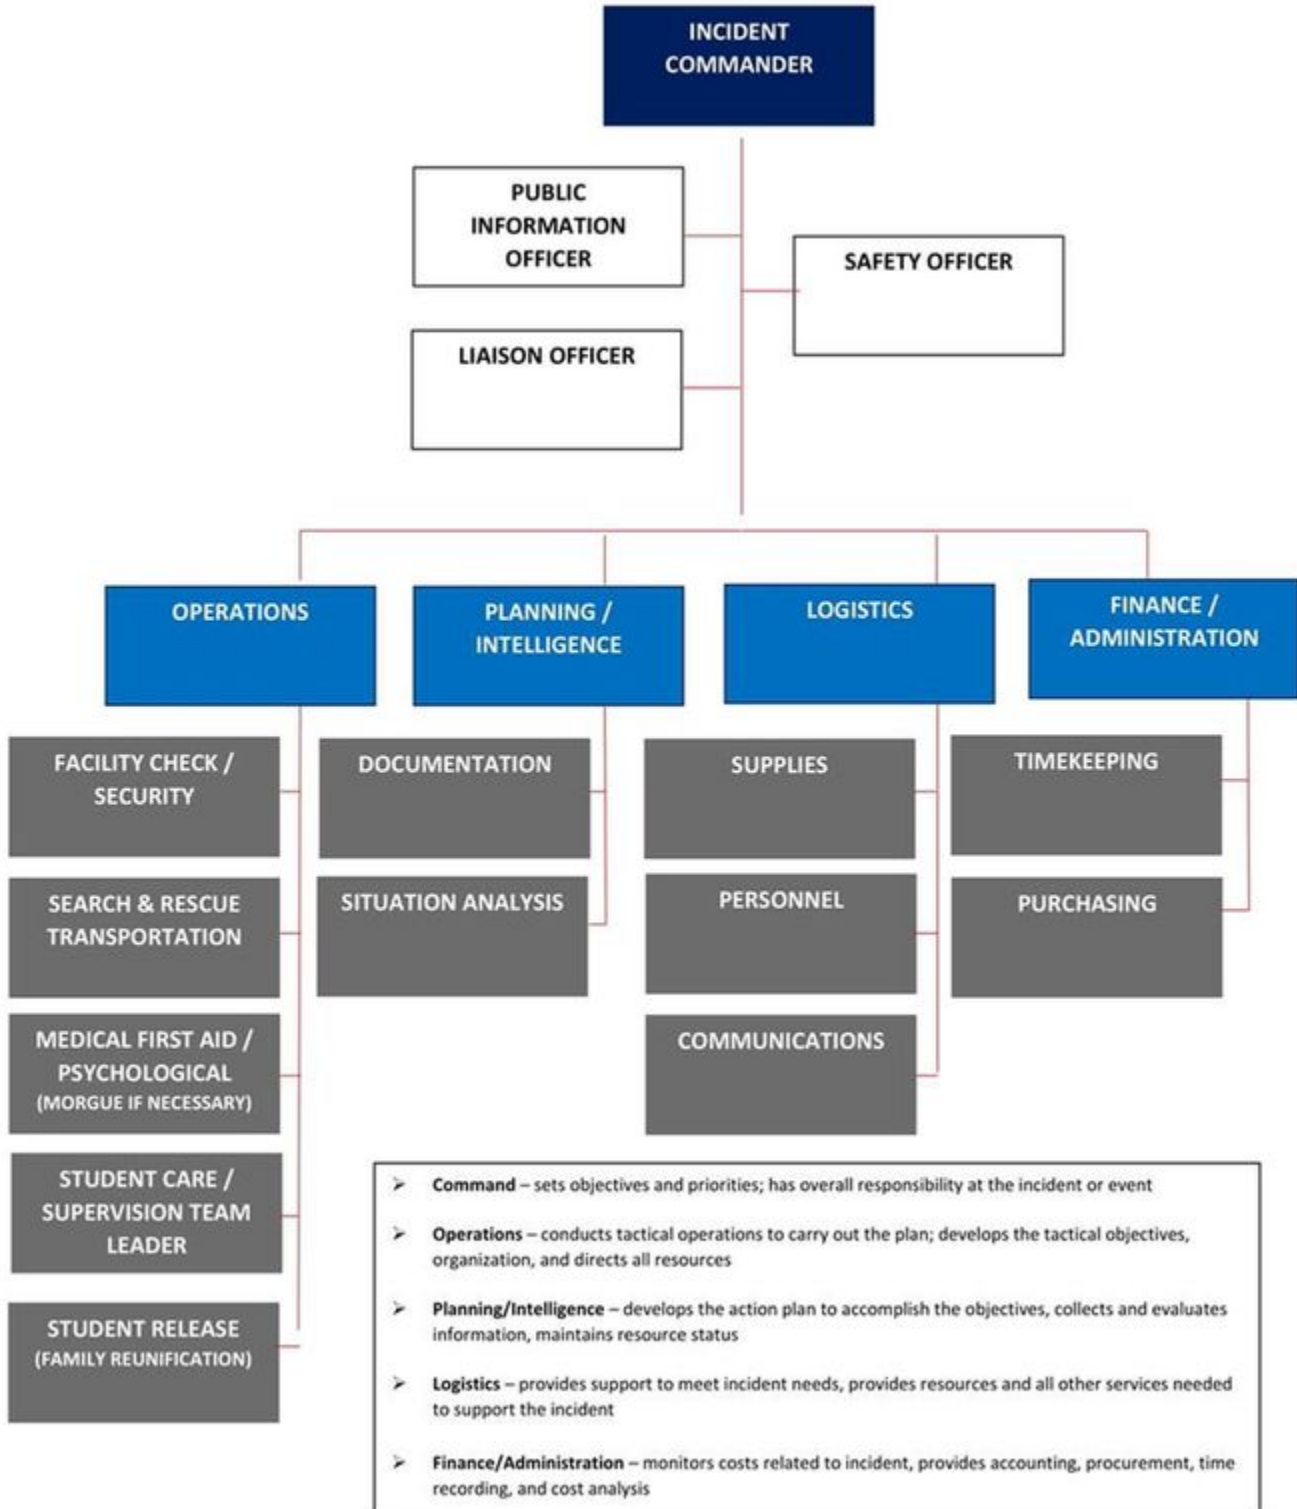 INCIDENT
COMMANDER
PUBLIC
INFORMATION
OFFICER
SAFETY OFFICER
LIAISON OFFICER
OPERATIONS
PLANNING /
INTELLIGENCE
LOGISTICS
FINANCE /
ADMINISTRATION
FACILITY CHECK /
SECURITY
DOCUMENTATION
SUPPLIES
TIMEKEEPING
SEARCH & RESCUE
TRANSPORTATION
SITUATION ANALYSIS
PERSONNEL
PURCHASING
MEDICAL FIRST AID /
PSYCHOLOGICAL
(MORGUE IF NECESSARY)
COMMUNICATIONS
STUDENT CARE /
SUPERVISION TEAM
LEADER
STUDENT RELEASE
(FAMILY REUNIFICATION)
➢ Command – sets objectives and priorities; has overall responsibility at the incident or event
➢ Operations – conducts tactical operations to carry out the plan; develops the tactical objectives,
organization, and directs all resources
➢ Planning/Intelligence – develops the action plan to accomplish the objectives, collects and evaluates
information, maintains resource status
➢ Logistics – provides support to meet incident needs, provides resources and all other services needed
to support the incident
➢ Finance/Administration – monitors costs related to incident, provides accounting, procurement, time
recording, and cost analysis